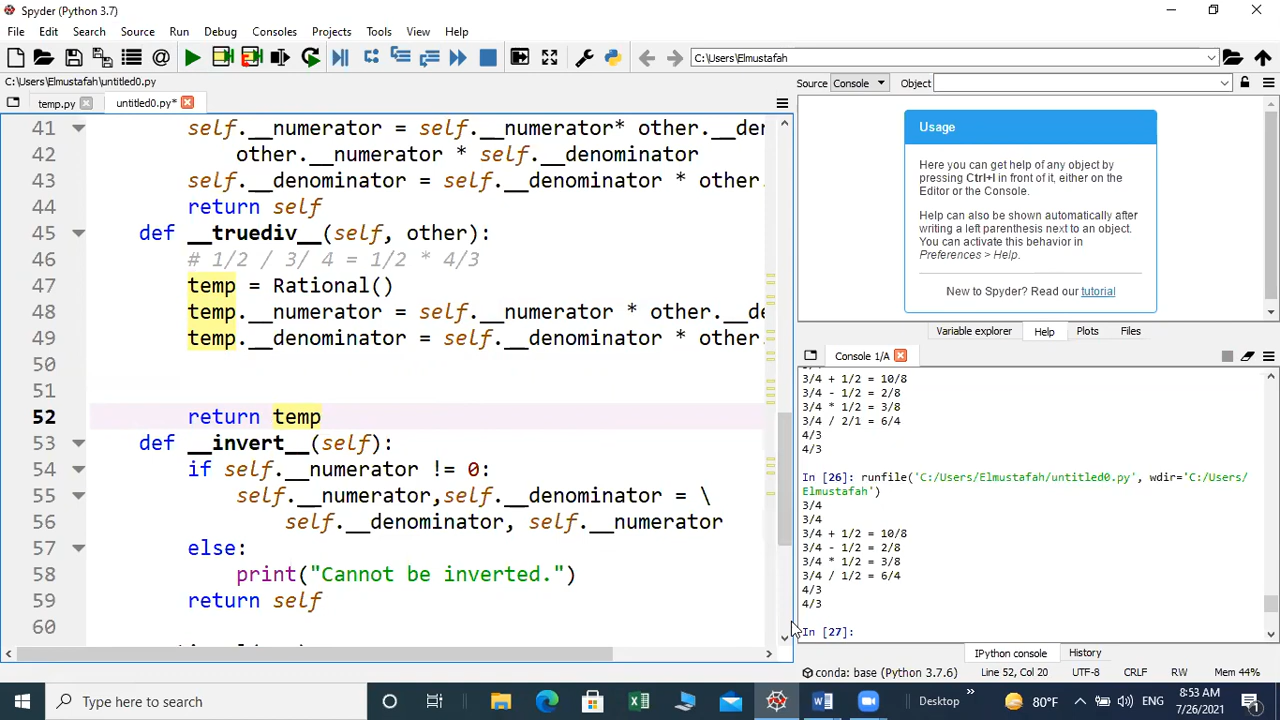 Spyder (Python 3.7)
File Edit Search Source Run Debug Consoles Projects Tools View Help
C:\Users\Elmustafah
C:\Users\Elmustafah\untitled0.py
Source Console Object
temp.py untitled0.py*
41 self.__numerator = self.__numerator* other.__den
42 other.__numerator * self.__denominator
43 self.__denominator = self.__denominator * other.
44 return self
45 def __truediv__(self, other):
46 # 1/2 / 3/ 4 = 1/2 * 4/3
47 temp = Rational()
48 temp.__numerator = self.__numerator * other.__de
49 temp.__denominator = self.__denominator * other.
50
51
52 return temp
53 def __invert__(self):
54 if self.__numerator != 0:
55 self.__numerator,self.__denominator = \
56 self.__denominator, self.__numerator
57 else:
58 print("Cannot be inverted.")
59 return self
60
Usage
Here you can get help of any object by
pressing Ctrl+I in front of it, either on the
Editor or the Console.
Help can also be shown automatically after
writing a left parenthesis next to an object.
You can activate this behavior in
Preferences > Help.
New to Spyder? Read our tutorial
Variable explorer Help Plots Files
Console 1/A
3/4 + 1/2 = 10/8
3/4 - 1/2 = 2/8
3/4 * 1/2 = 3/8
3/4 / 2/1 = 6/4
4/3
4/3
In [26]: runfile('C:/Users/Elmustafah/untitled0.py', wdir='C:/Users/
Elmustafah')
3/4
3/4
3/4 + 1/2 = 10/8
3/4 - 1/2 = 2/8
3/4 * 1/2 = 3/8
3/4 / 1/2 = 6/4
4/3
4/3
In [27]:
IPython console History
conda: base (Python 3.7.6) Line 52, Col 20 UTF-8 CRLF RW Mem 44%
Type here to search
Desktop
80°F
ENG
8:53 AM
7/26/2021
1